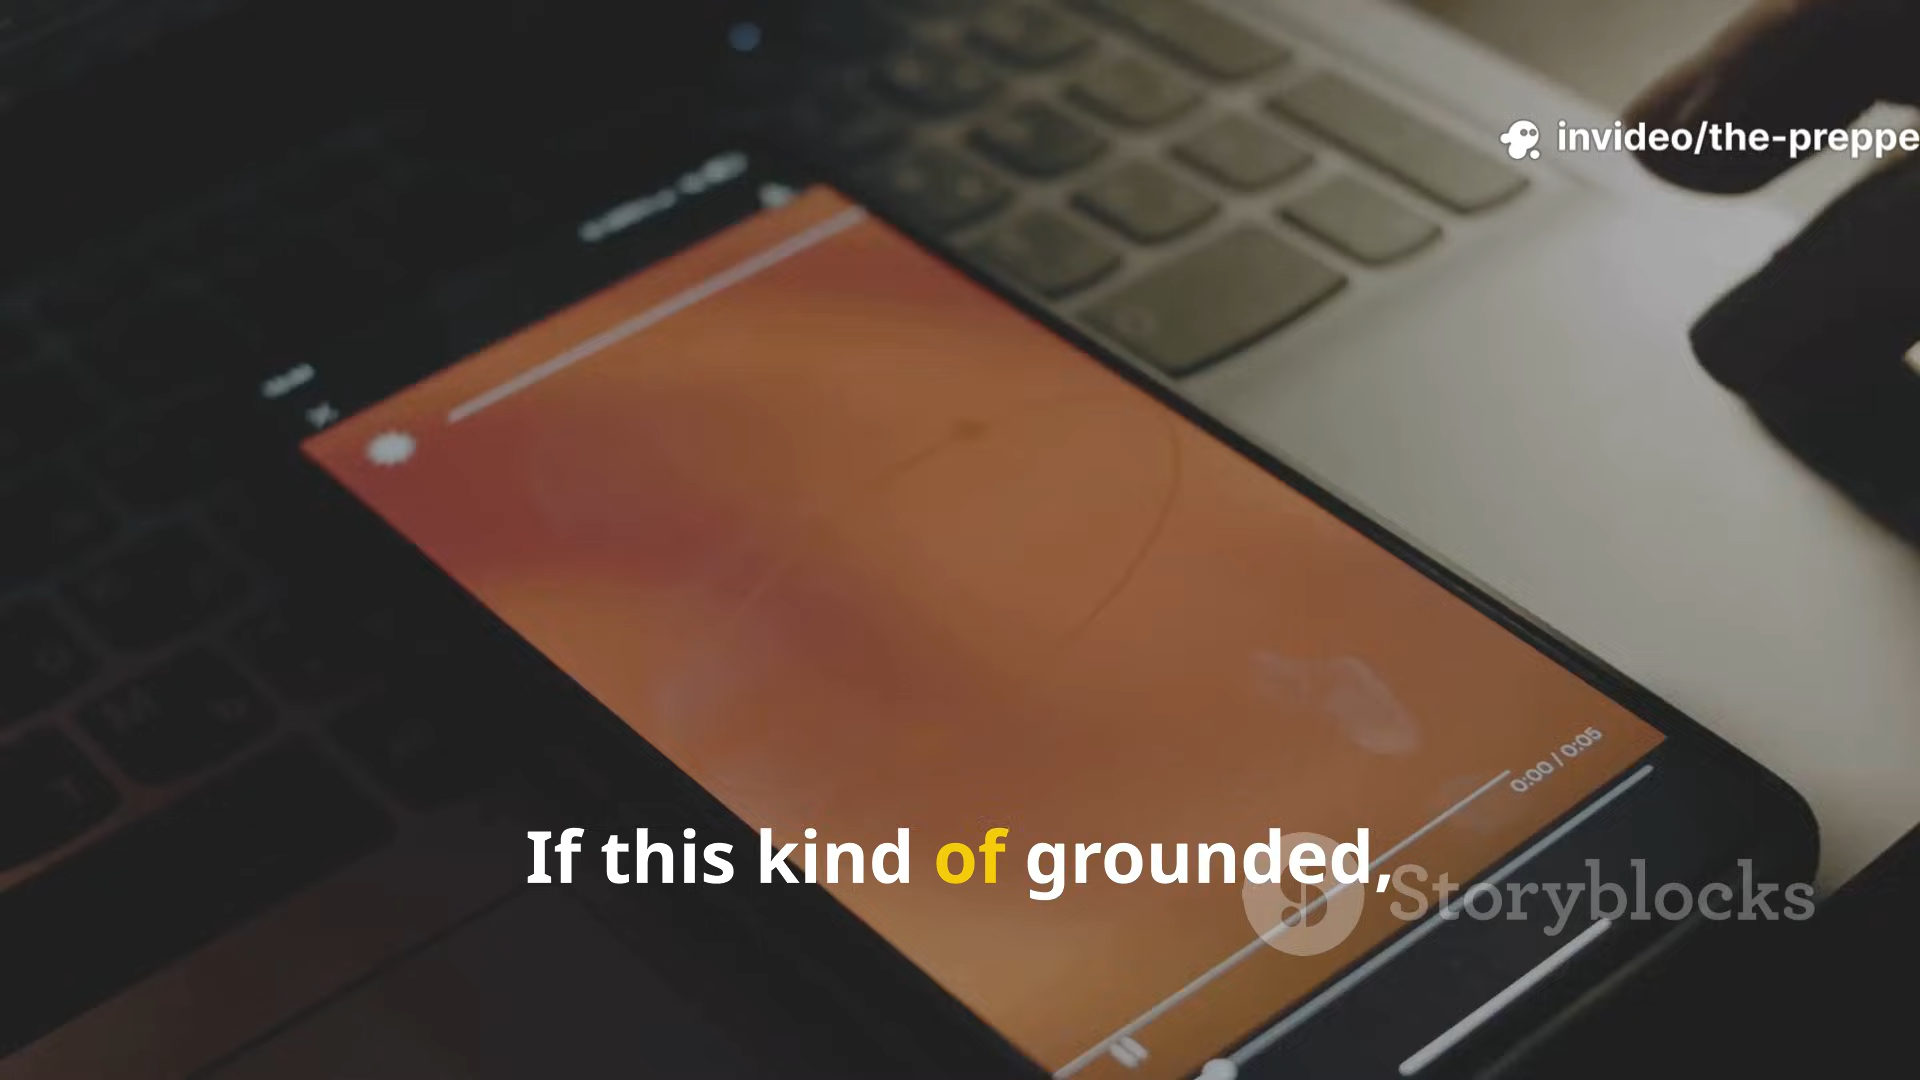 invideo/the-preppe
0:00 / 0:05
If this kind of grounded,
Storyblocks